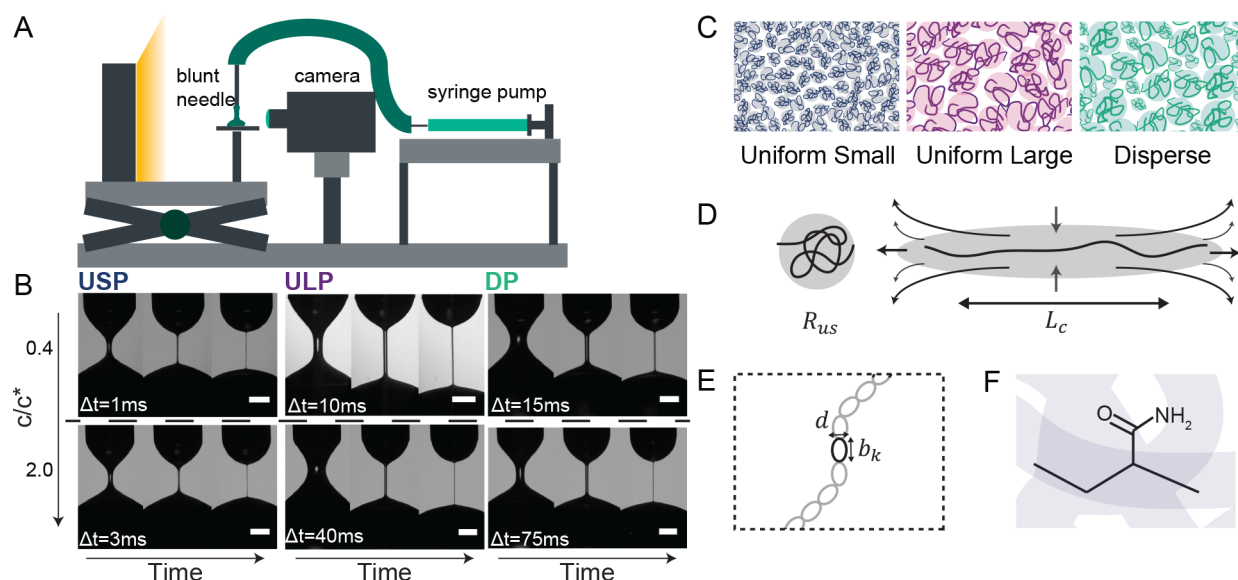 A
blunt
needle
camera
syringe pump
B
USP
ULP
DP
c/c*
0.4
2.0
Δt=1ms
Δt=10ms
Δt=15ms
Δt=3ms
Δt=40ms
Δt=75ms
Time
Time
Time
C
Uniform Small
Uniform Large
Disperse
D
R_us
L_c
E
d
b_k
F
O
NH₂